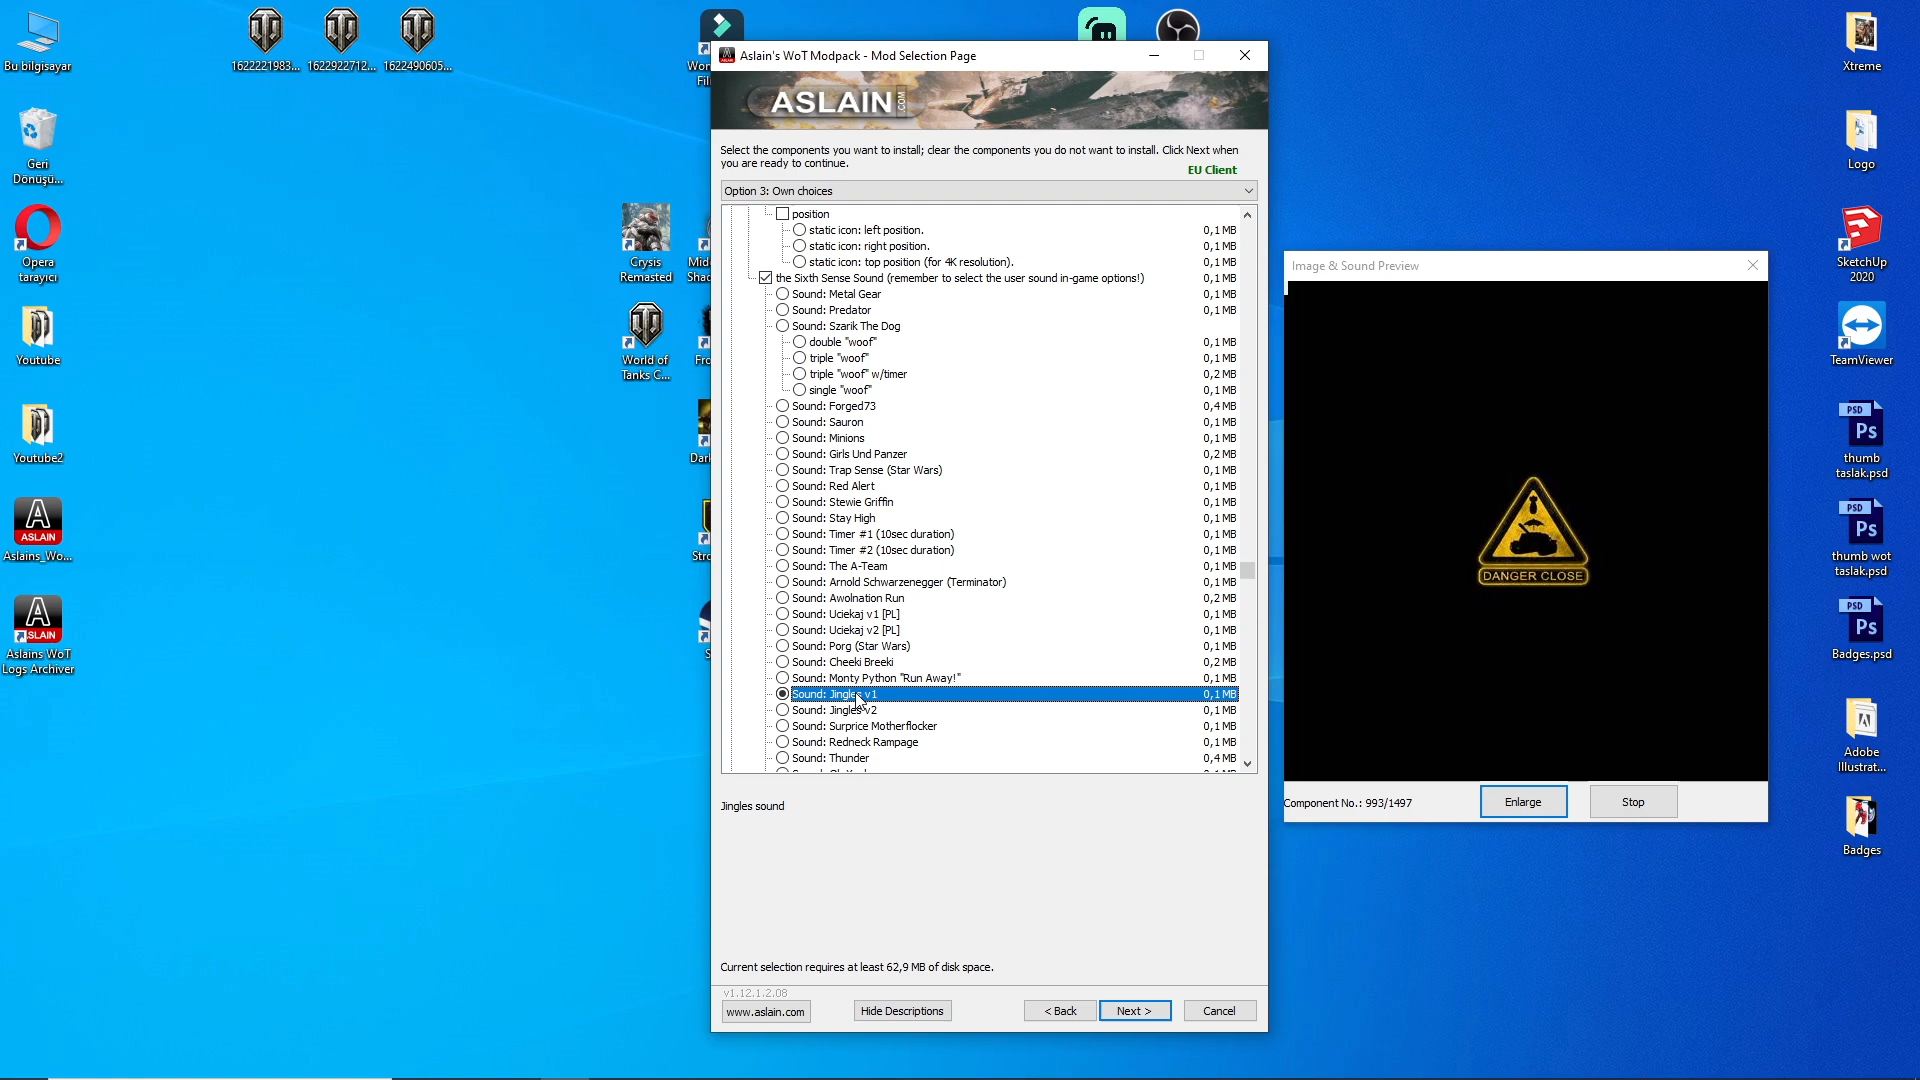 Bu bilgisayar
1622221983...
1622922712...
1622490605...
Xtreme
Geri
Dönüşü...
Logo
Opera
tarayıcı
Crysis
Remasted
SketchUp
2020
Youtube
World of
Tanks C...
TeamViewer
Youtube2
PSD
Ps
thumb
taslak.psd
ASLAIN
Aslains_Wo...
PSD
Ps
thumb wot
taslak.psd
ASLAIN
Aslains WoT
Logs Archiver
PSD
Ps
Badges.psd
Adobe
Illustrat...
Badges
Aslain's WoT Modpack - Mod Selection Page
ASLAIN.COM
Select the components you want to install; clear the components you do not want to install. Click Next when
you are ready to continue.
EU Client
Option 3: Own choices
position
static icon: left position. 0,1 MB
static icon: right position. 0,1 MB
static icon: top position (for 4K resolution). 0,1 MB
the Sixth Sense Sound (remember to select the user sound in-game options!) 0,1 MB
Sound: Metal Gear 0,1 MB
Sound: Predator 0,1 MB
Sound: Szarik The Dog
double "woof" 0,1 MB
triple "woof" 0,1 MB
triple "woof" w/timer 0,2 MB
single "woof" 0,1 MB
Sound: Forged73 0,4 MB
Sound: Sauron 0,1 MB
Sound: Minions 0,1 MB
Sound: Girls Und Panzer 0,2 MB
Sound: Trap Sense (Star Wars) 0,1 MB
Sound: Red Alert 0,1 MB
Sound: Stewie Griffin 0,1 MB
Sound: Stay High 0,1 MB
Sound: Timer #1 (10sec duration) 0,1 MB
Sound: Timer #2 (10sec duration) 0,1 MB
Sound: The A-Team 0,1 MB
Sound: Arnold Schwarzenegger (Terminator) 0,1 MB
Sound: Awolnation Run 0,2 MB
Sound: Uciekaj v1 [PL] 0,1 MB
Sound: Uciekaj v2 [PL] 0,1 MB
Sound: Porg (Star Wars) 0,1 MB
Sound: Cheeki Breeki 0,2 MB
Sound: Monty Python "Run Away!" 0,1 MB
Sound: Jingles v1 0,1 MB
Sound: Jingles v2 0,1 MB
Sound: Surprice Motherflocker 0,1 MB
Sound: Redneck Rampage 0,1 MB
Sound: Thunder 0,4 MB
Jingles sound
Current selection requires at least 62,9 MB of disk space.
v1.12.1.2.08
www.aslain.com
Hide Descriptions
< Back
Next >
Cancel
Image & Sound Preview
DANGER CLOSE
Component No.: 993/1497
Enlarge
Stop